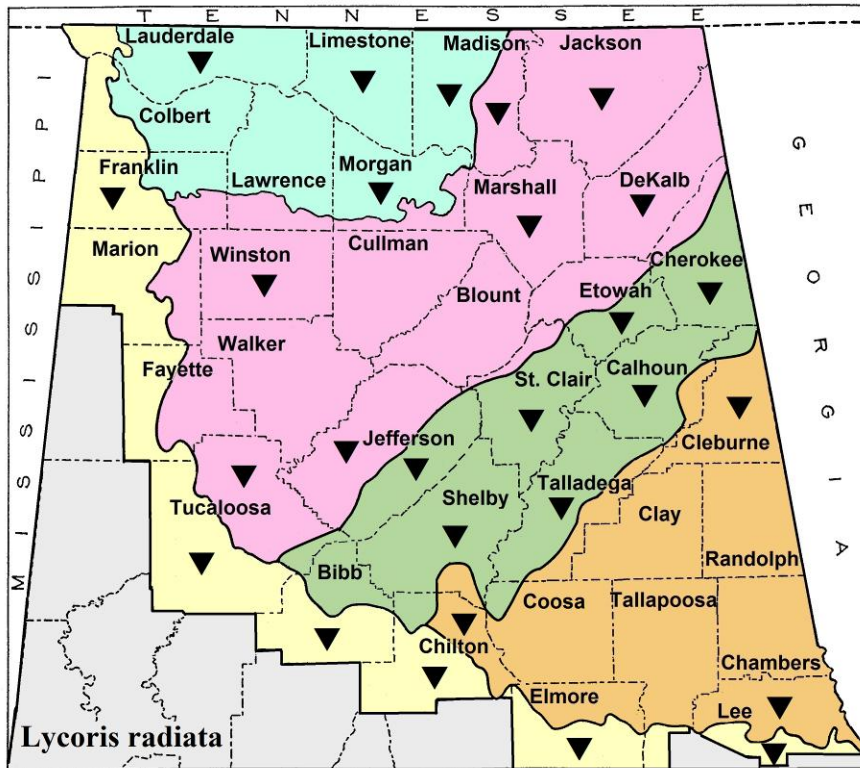 TENNESSEE
Lauderdale
Limestone
Madison
Jackson
Colbert
Franklin
Lawrence
Morgan
Marshall
DeKalb
Marion
Winston
Cullman
Cherokee
Blount
Etowah
Walker
Fayette
St. Clair
Calhoun
Jefferson
Cleburne
Tucaloosa
Shelby
Talladega
Clay
Bibb
Randolph
Coosa
Tallapoosa
Chilton
Chambers
Elmore
Lee
MISSISSIPPI
GEORGIA
Lycoris radiata